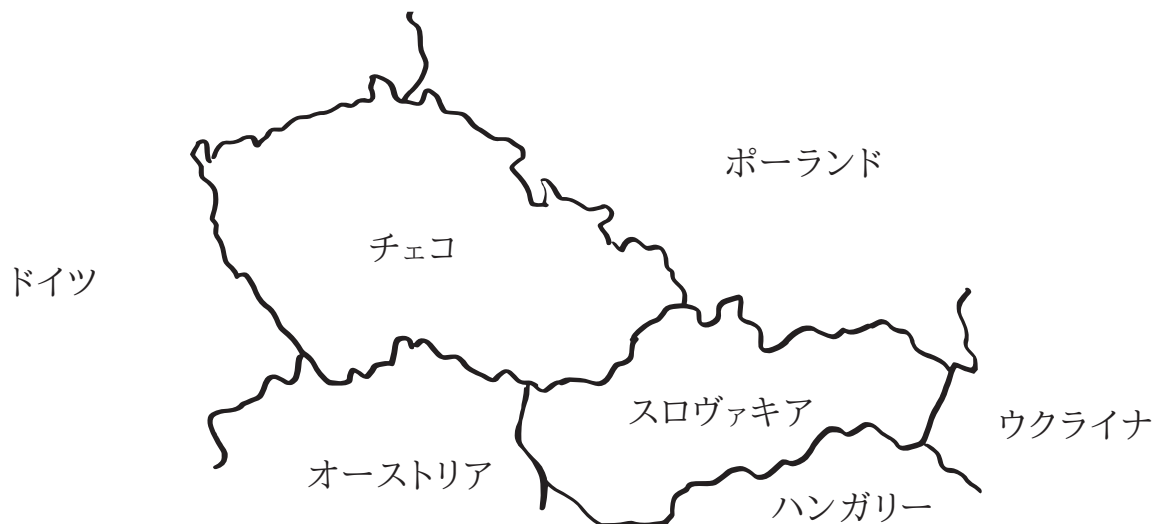 ポーランド
チェコ
ドイツ
スロヴァキア
ウクライナ
オーストリア
ハンガリー